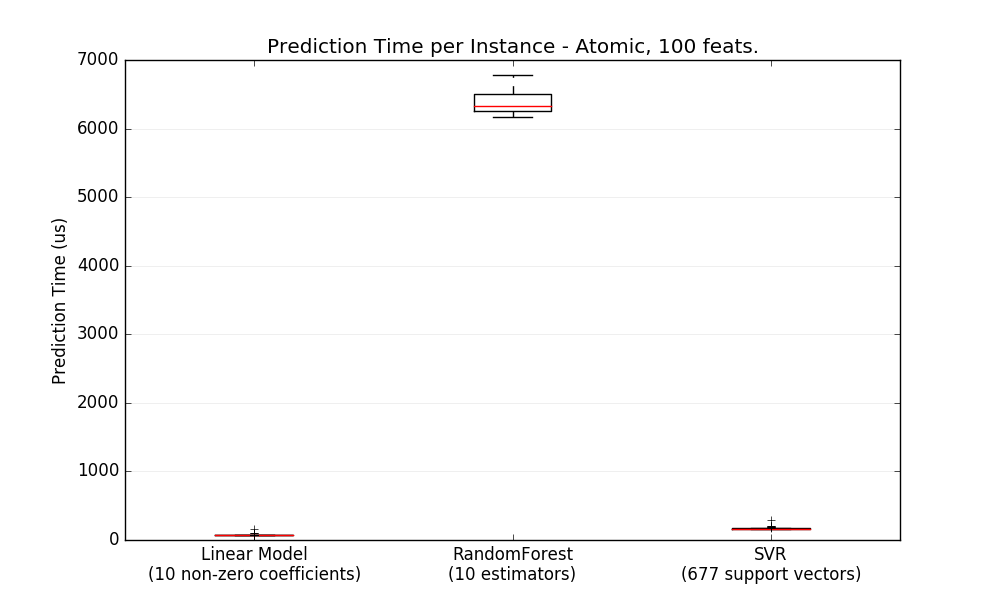 Prediction Time per Instance - Atomic, 100 feats.
7000
6000
5000
4000
3000
2000
1000
0
Prediction Time (us)
Linear Model
(10 non-zero coefficients)
RandomForest
(10 estimators)
SVR
(677 support vectors)